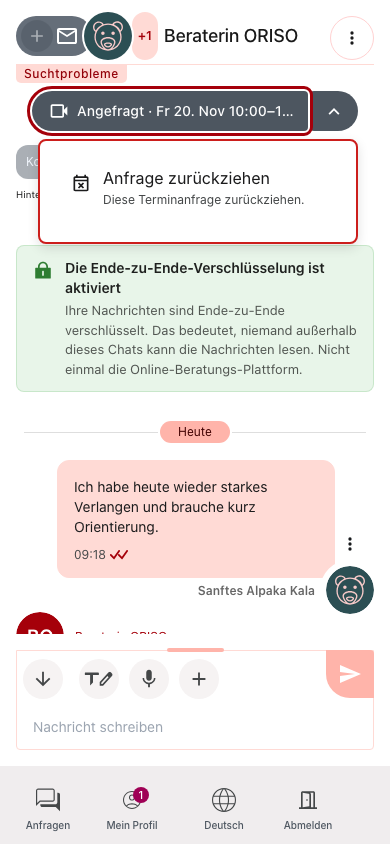 +1
Beraterin ORISO
Suchtprobleme
Angefragt · Fr 20. Nov 10:00–1...
Anfrage zurückziehen
Diese Terminanfrage zurückziehen.
Die Ende-zu-Ende-Verschlüsselung ist
aktiviert
Ihre Nachrichten sind Ende-zu-Ende
verschlüsselt. Das bedeutet, niemand außerhalb
dieses Chats kann die Nachrichten lesen. Nicht
einmal die Online-Beratungs-Plattform.
Heute
Ich habe heute wieder starkes
Verlangen und brauche kurz
Orientierung.
09:18
Sanftes Alpaka Kala
BO
Beraterin ORISO
Nachricht schreiben
1
Anfragen
Mein Profil
Deutsch
Abmelden